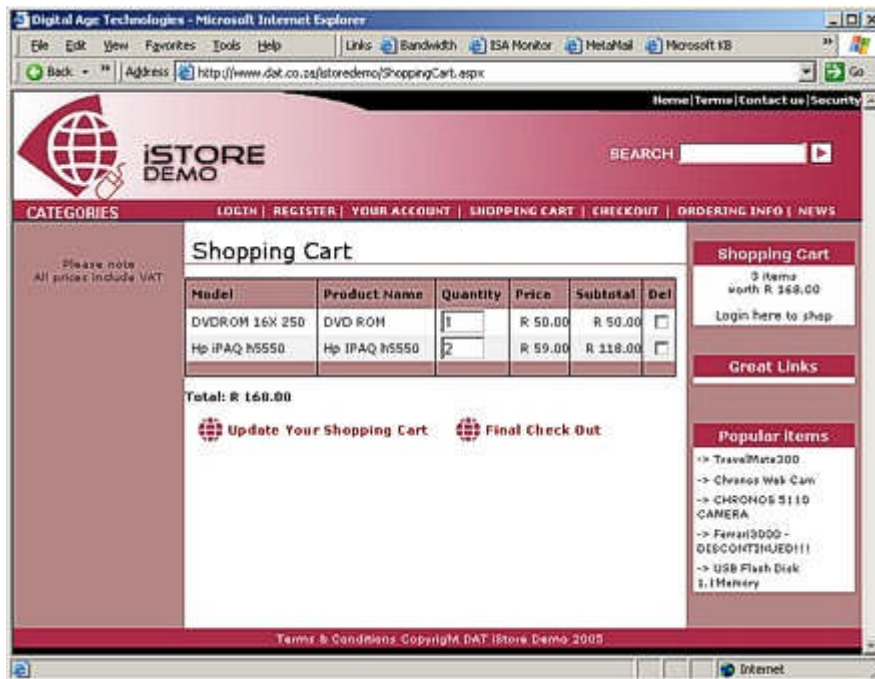 Digital Age Technologies - Microsoft Internet Explorer
File Edit View Favorites Tools Help
Links Bandwidth ISA Monitor MetaMail Microsoft KB
Back Address http://www.dat.co.za/istoredemo/ShoppingCart.aspx Go
Home|Terms|Contact us|Security
iSTORE
DEMO
SEARCH
CATEGORIES
LOGIN | REGISTER | YOUR ACCOUNT | SHOPPING CART | CHECKOUT | ORDERING INFO | NEWS
Please note
All prices include VAT
Shopping Cart
Model Product Name Quantity Price Subtotal Del
DVDROM 16X 250 DVD ROM 1 R 50.00 R 50.00
Hp iPAQ h5550 Hp IPAQ h5550 2 R 59.00 R 118.00
Total: R 168.00
Update Your Shopping Cart Final Check Out
Shopping Cart
3 items
worth R 168.00
Login here to shop
Great Links
Popular items
-> TravelMate300
-> Chronos Web Cam
-> CHRONOS 5110
CAMERA
-> Ferrari3000 -
DISCONTINUED!!!
-> USB Flash Disk
1.1Memory
Terms & Conditions Copyright DAT iStore Demo 2005
Internet